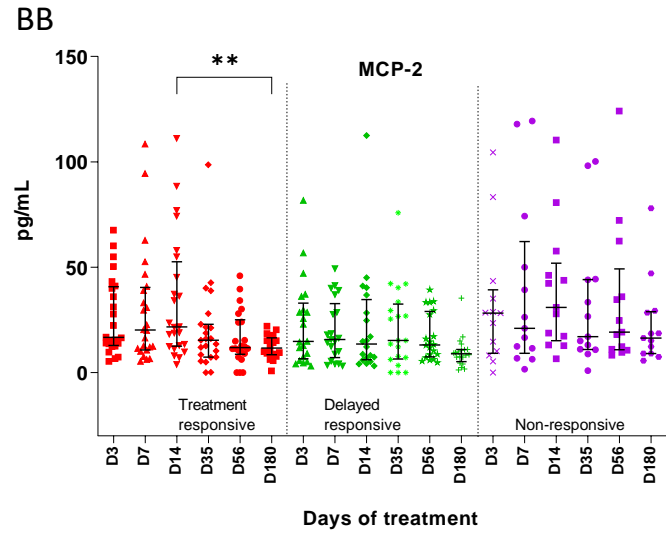 BB
MCP-2
**
pg/mL
150
100
50
0
Treatment
responsive
Delayed
responsive
Non-responsive
D3 D7 D14 D35 D56 D180 D3 D7 D14 D35 D56 D180 D3 D7 D14 D35 D56 D180
Days of treatment